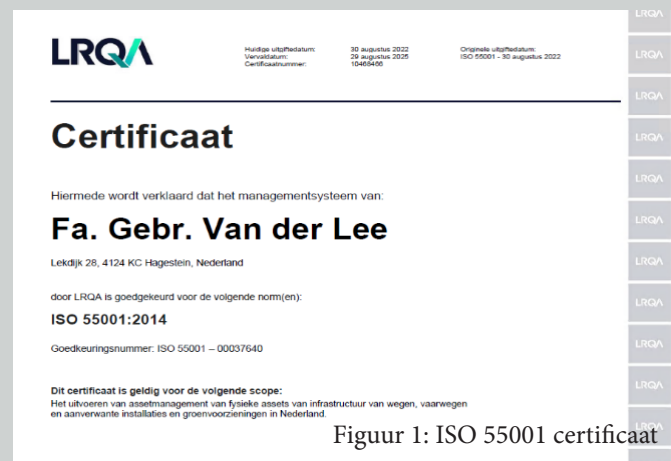 LRQA
Huidige uitgiftedatum: 30 augustus 2022
Vervaldatum: 29 augustus 2025
Certificaatnummer: 10468466
Originele uitgiftedatum:
ISO 55001 - 30 augustus 2022
Certificaat
Hiermede wordt verklaard dat het managementsysteem van:
Fa. Gebr. Van der Lee
Lekdijk 28, 4124 KC Hagestein, Nederland
door LRQA is goedgekeurd voor de volgende norm(en):
ISO 55001:2014
Goedkeuringsnummer: ISO 55001 – 00037640
Dit certificaat is geldig voor de volgende scope:
Het uitvoeren van assetmanagement van fysieke assets van infrastructuur van wegen, vaarwegen
en aanverwante installaties en groenvoorzieningen in Nederland.
Figuur 1: ISO 55001 certificaat
LRQA
LRQA
LRQA
LRQA
LRQA
LRQA
LRQA
LRQA
LRQA
LRQA
LRQA